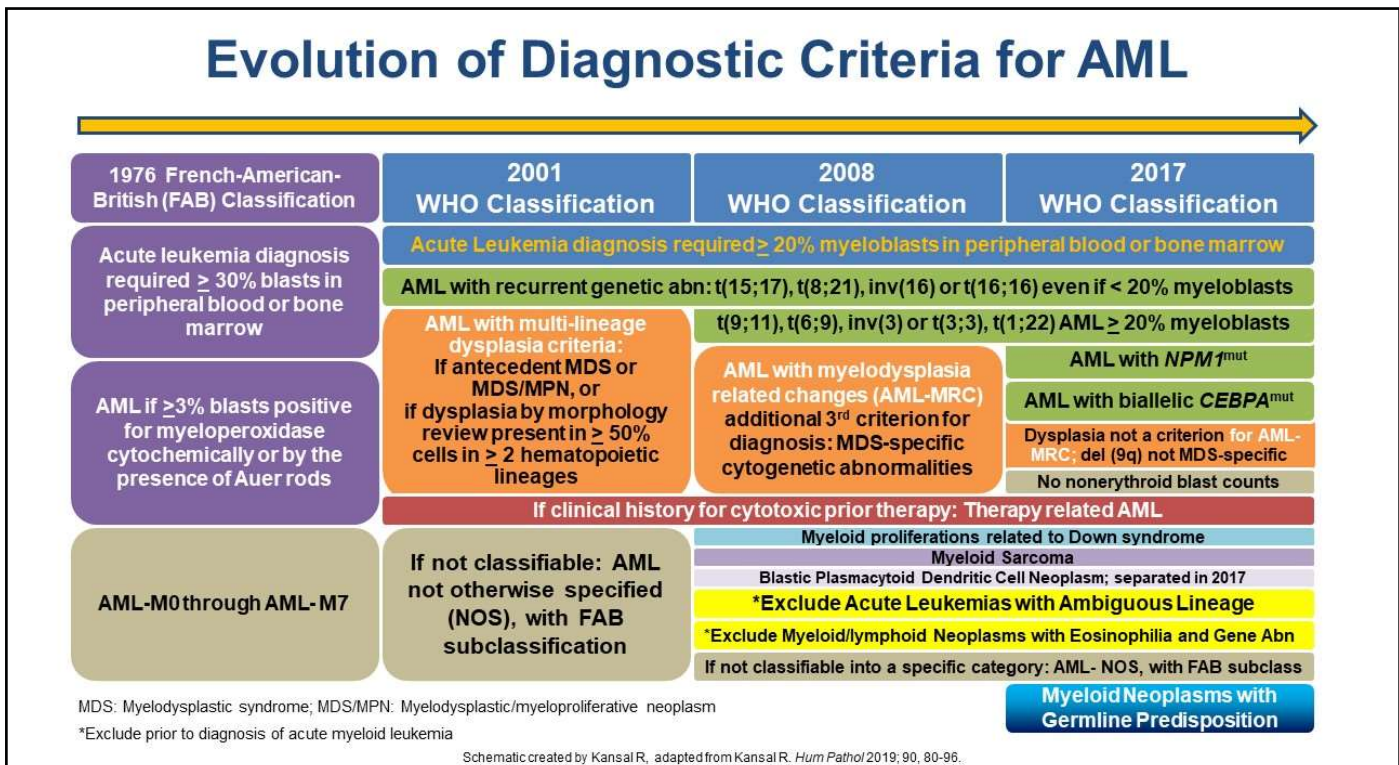 Evolution of Diagnostic Criteria for AML
1976 French-American-
British (FAB) Classification
2001
WHO Classification
2008
WHO Classification
2017
WHO Classification
Acute leukemia diagnosis
required ≥ 30% blasts in
peripheral blood or bone
marrow
Acute Leukemia diagnosis required ≥ 20% myeloblasts in peripheral blood or bone marrow
AML with recurrent genetic abn: t(15;17), t(8;21), inv(16) or t(16;16) even if < 20% myeloblasts
AML with multi-lineage
dysplasia criteria:
If antecedent MDS or
MDS/MPN, or
if dysplasia by morphology
review present in ≥ 50%
cells in ≥ 2 hematopoietic
lineages
t(9;11), t(6;9), inv(3) or t(3;3), t(1;22) AML ≥ 20% myeloblasts
AML with myelodysplasia
related changes (AML-MRC)
additional 3rd criterion for
diagnosis: MDS-specific
cytogenetic abnormalities
AML with NPM1mut
AML with biallelic CEBPAmut
Dysplasia not a criterion for AML-
MRC; del (9q) not MDS-specific
No nonerythroid blast counts
AML if ≥3% blasts positive
for myeloperoxidase
cytochemically or by the
presence of Auer rods
If clinical history for cytotoxic prior therapy: Therapy related AML
AML-M0 through AML- M7
If not classifiable: AML
not otherwise specified
(NOS), with FAB
subclassification
Myeloid proliferations related to Down syndrome
Myeloid Sarcoma
Blastic Plasmacytoid Dendritic Cell Neoplasm; separated in 2017
*Exclude Acute Leukemias with Ambiguous Lineage
*Exclude Myeloid/lymphoid Neoplasms with Eosinophilia and Gene Abn
If not classifiable into a specific category: AML- NOS, with FAB subclass
Myeloid Neoplasms with
Germline Predisposition
MDS: Myelodysplastic syndrome; MDS/MPN: Myelodysplastic/myeloproliferative neoplasm
*Exclude prior to diagnosis of acute myeloid leukemia
Schematic created by Kansal R, adapted from Kansal R. Hum Pathol 2019; 90, 80-96.